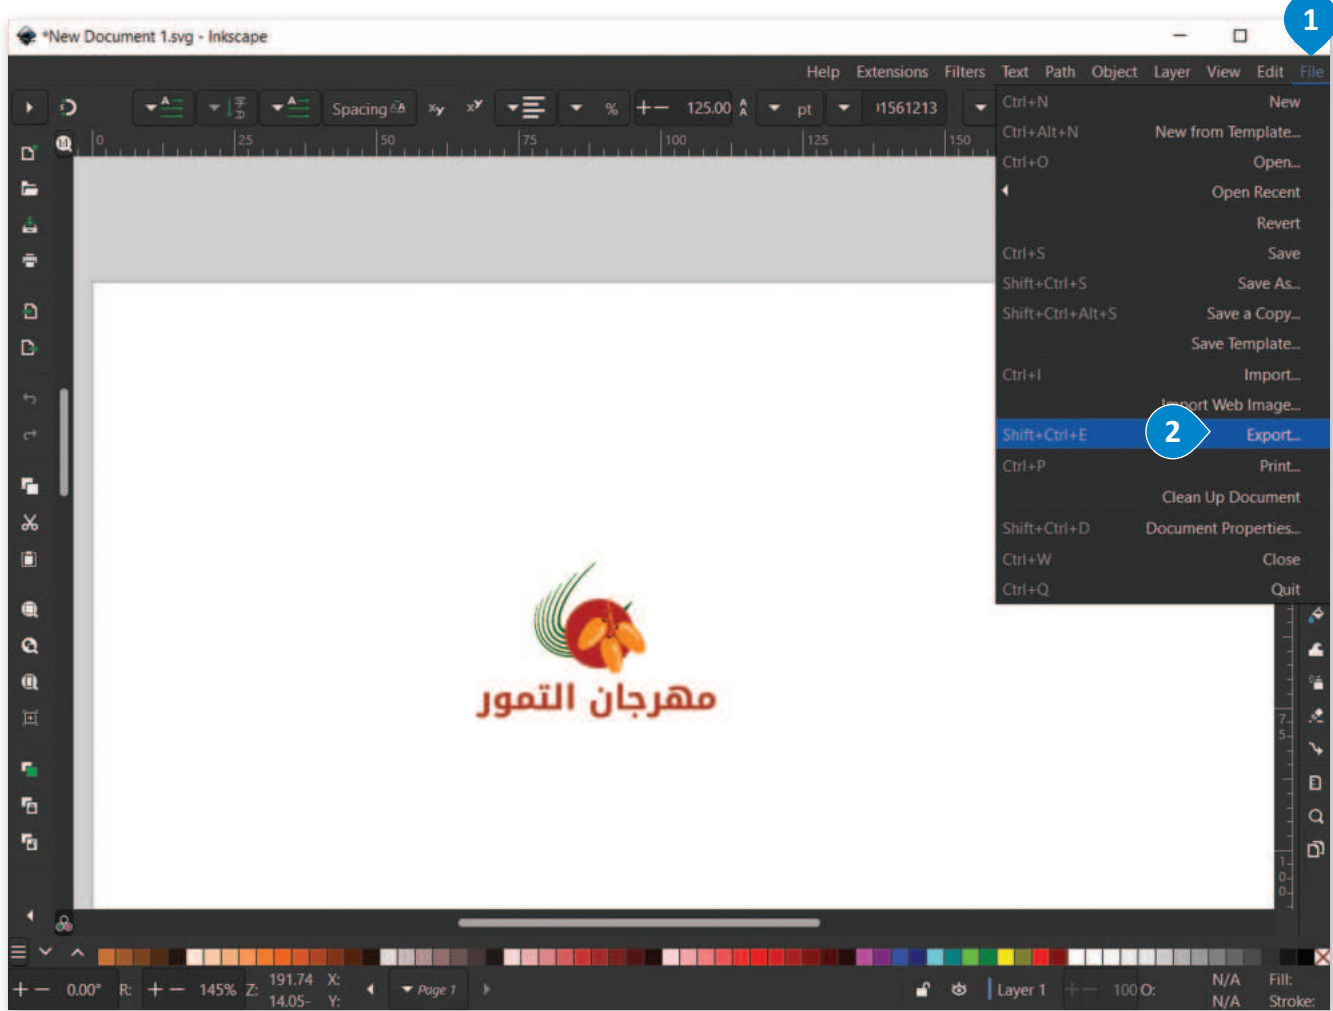 1
*New Document 1.svg - Inkscape
Help Extensions Filters Text Path Object Layer View Edit File
Spacing % + − 125.00 pt 1561213
0 25 50 75 100 125 150
Ctrl+N New
Ctrl+Alt+N New from Template...
Ctrl+O Open...
Open Recent
Revert
Ctrl+S Save
Shift+Ctrl+S Save As...
Shift+Ctrl+Alt+S Save a Copy...
Save Template...
Ctrl+I Import...
Import Web Image...
Shift+Ctrl+E 2 Export...
Ctrl+P Print...
Clean Up Document
Shift+Ctrl+D Document Properties...
Ctrl+W Close
Ctrl+Q Quit
مهرجان التمور
75
100
+ − 0.00° R: + − 145% Z: 191.74 X: Page 1 Layer 1 + − 100 O: N/A Fill:
14.05- Y: N/A Stroke: